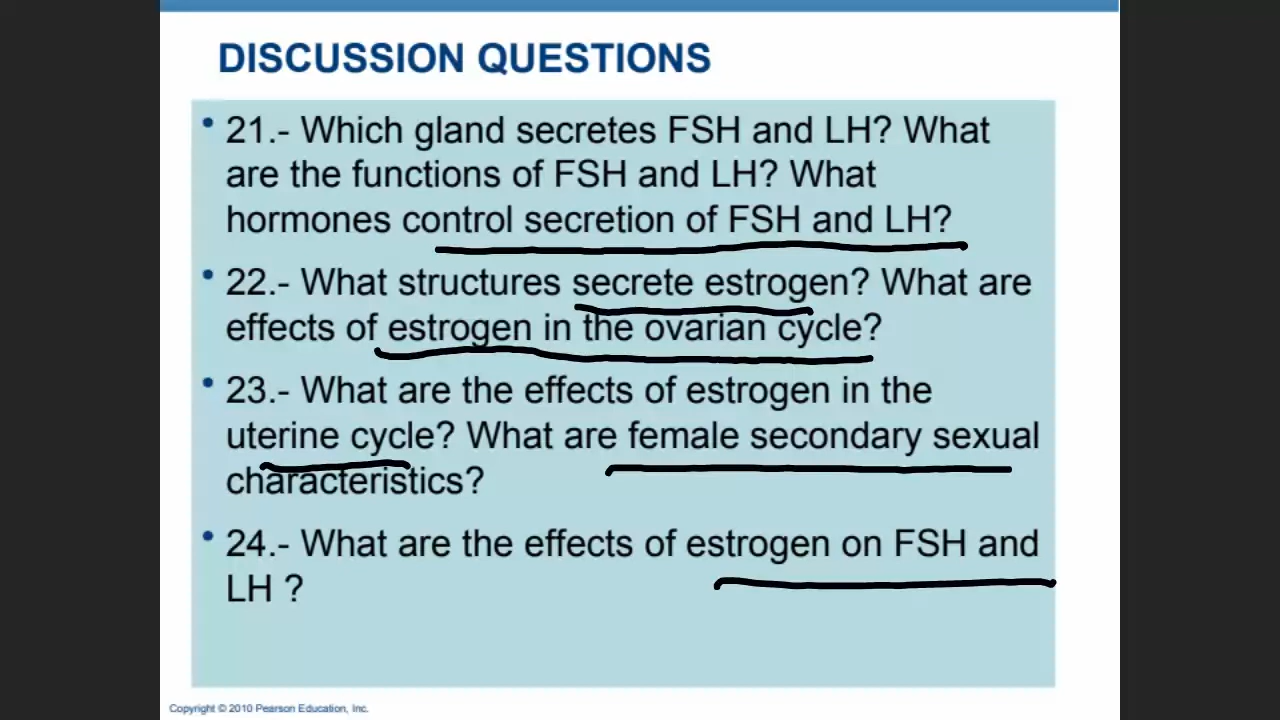 DISCUSSION QUESTIONS
• 21.- Which gland secretes FSH and LH? What
are the functions of FSH and LH? What
hormones control secretion of FSH and LH?
• 22.- What structures secrete estrogen? What are
effects of estrogen in the ovarian cycle?
• 23.- What are the effects of estrogen in the
uterine cycle? What are female secondary sexual
characteristics?
• 24.- What are the effects of estrogen on FSH and
LH ?
Copyright © 2010 Pearson Education, Inc.